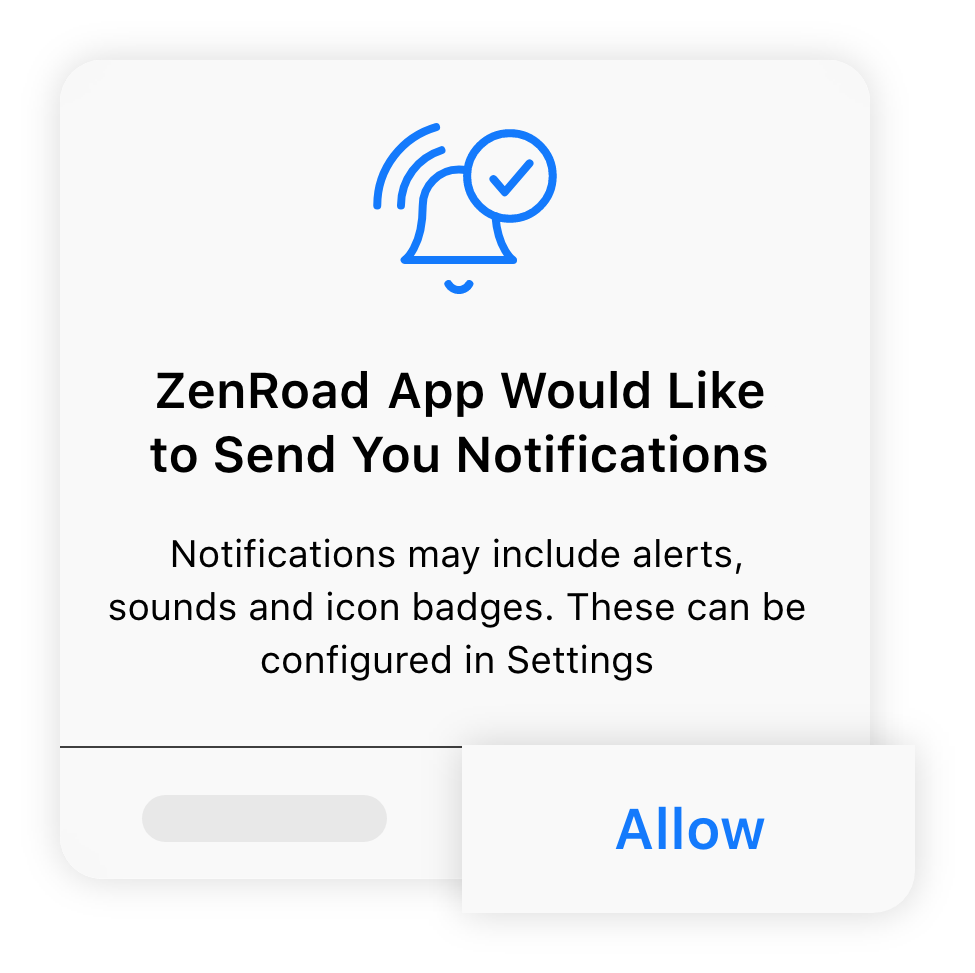 ZenRoad App Would Like
to Send You Notifications
Notifications may include alerts,
sounds and icon badges. These can be
configured in Settings
Allow